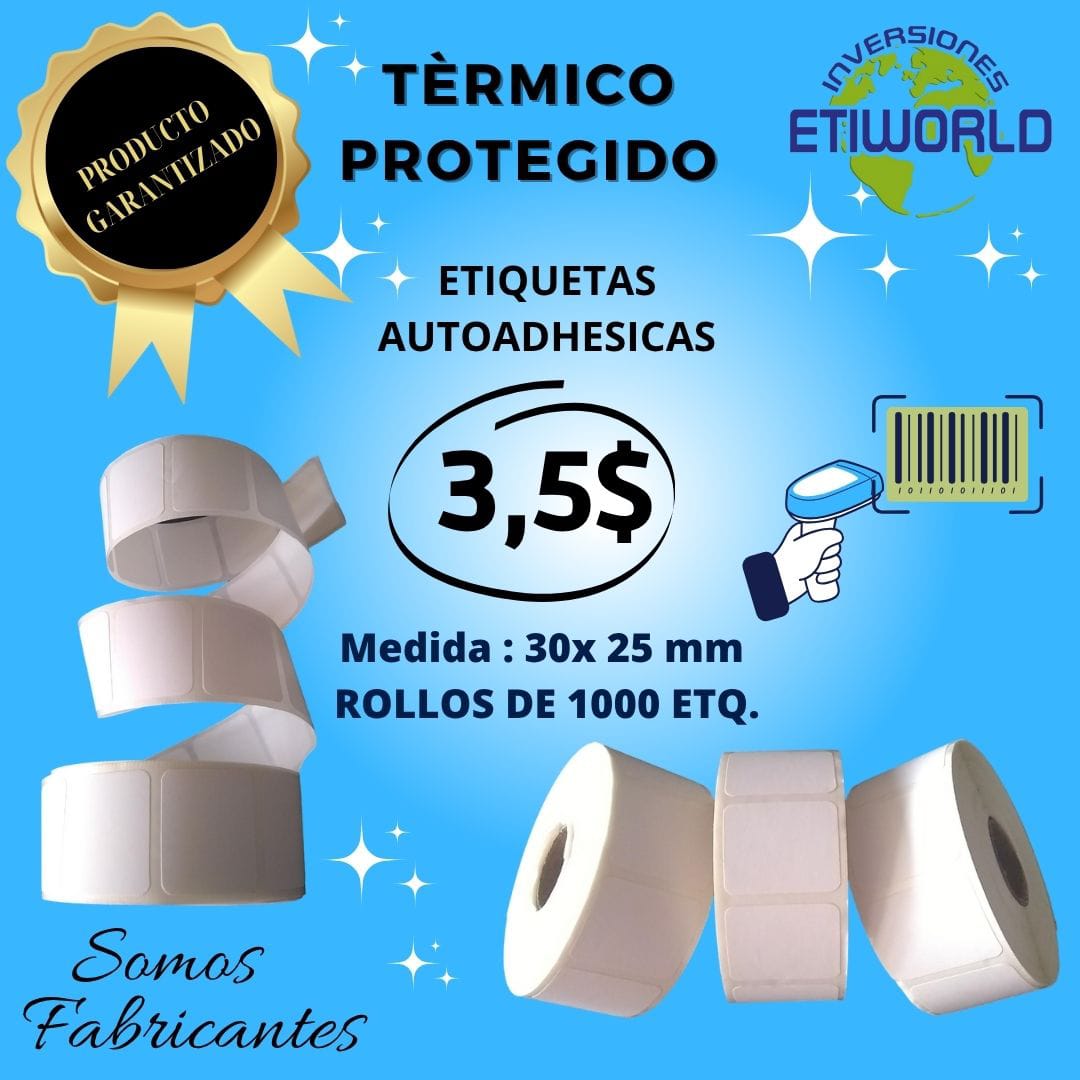 PRODUCTO
GARANTIZADO
TÈRMICO
PROTEGIDO
INVERSIONES
ETIWORLD
ETIQUETAS
AUTOADHESICAS
3,5$
101101011101
Medida : 30x 25 mm
ROLLOS DE 1000 ETQ.
Somos
Fabricantes